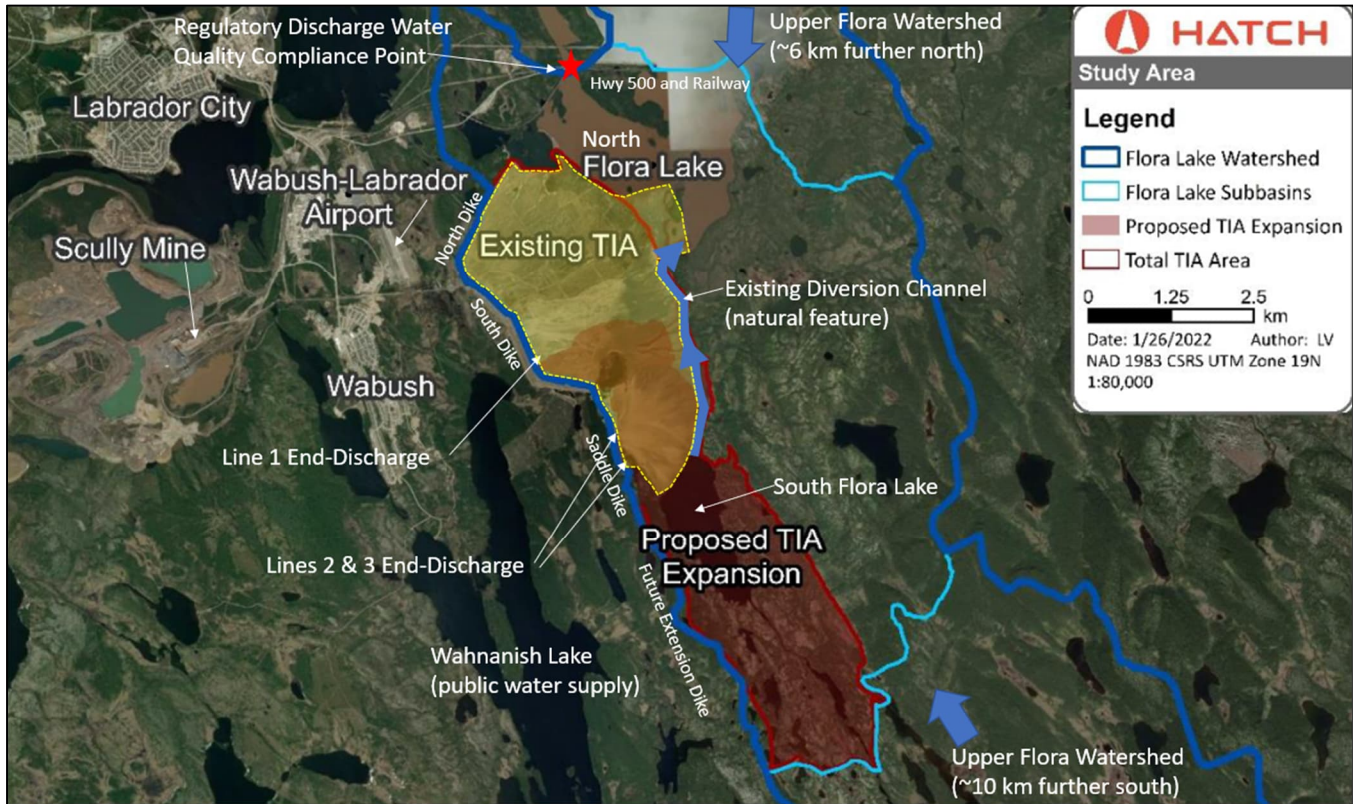 Regulatory Discharge Water
Quality Compliance Point
Upper Flora Watershed
(~6 km further north)
Hwy 500 and Railway
Labrador City
North
Flora Lake
Wabush-Labrador
Airport
North Dike
Existing TIA
Scully Mine
Existing Diversion Channel
(natural feature)
South Dike
Wabush
Line 1 End-Discharge
Saddle Dike
South Flora Lake
Proposed TIA
Expansion
Lines 2 & 3 End-Discharge
Future Extension Dike
Wahnanish Lake
(public water supply)
Upper Flora Watershed
(~10 km further south)
HATCH
Study Area
Legend
Flora Lake Watershed
Flora Lake Subbasins
Proposed TIA Expansion
Total TIA Area
0 1.25 2.5
km
Date: 1/26/2022 Author: LV
NAD 1983 CSRS UTM Zone 19N
1:80,000